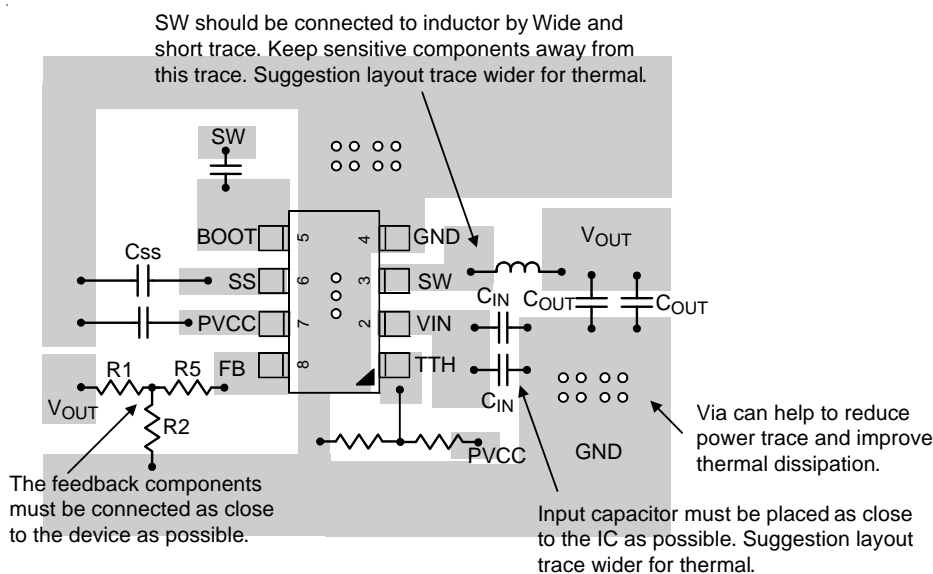 SW should be connected to inductor by Wide and
short trace. Keep sensitive components away from
this trace. Suggestion layout trace wider for thermal.
SW
BOOT
5
4
GND
VOUT
Css
SS
6
3
SW
CIN
COUT
COUT
PVCC
7
2
VIN
R1
R5
FB
8
TTH
VOUT
R2
CIN
PVCC
GND
Via can help to reduce
power trace and improve
thermal dissipation.
The feedback components
must be connected as close
to the device as possible.
Input capacitor must be placed as close
to the IC as possible. Suggestion layout
trace wider for thermal.